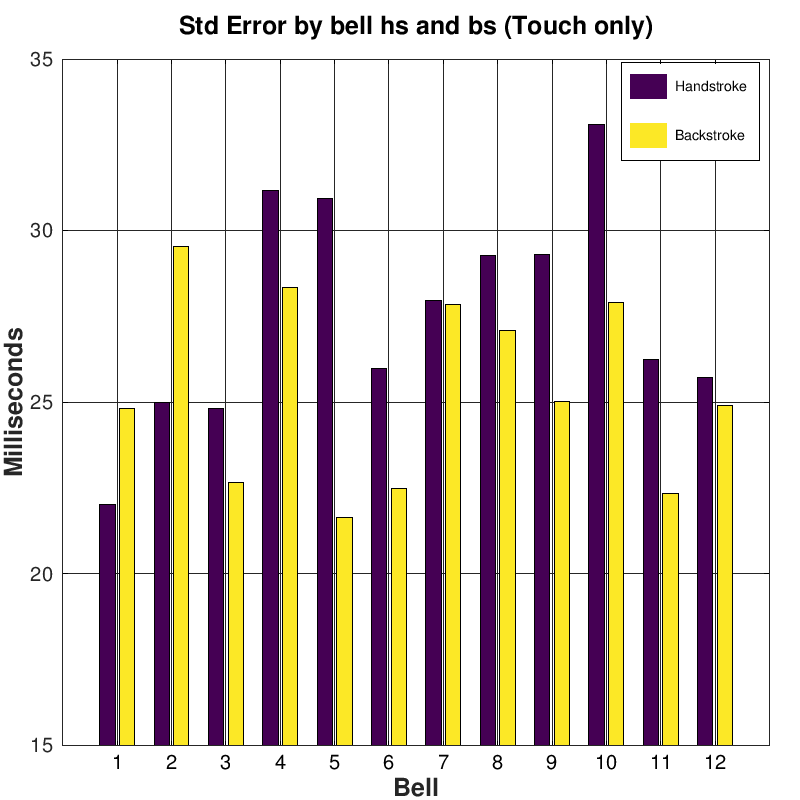 Std Error by bell hs and bs (Touch only)
Handstroke
Backstroke
35
30
25
20
15
Milliseconds
1 2 3 4 5 6 7 8 9 10 11 12
Bell